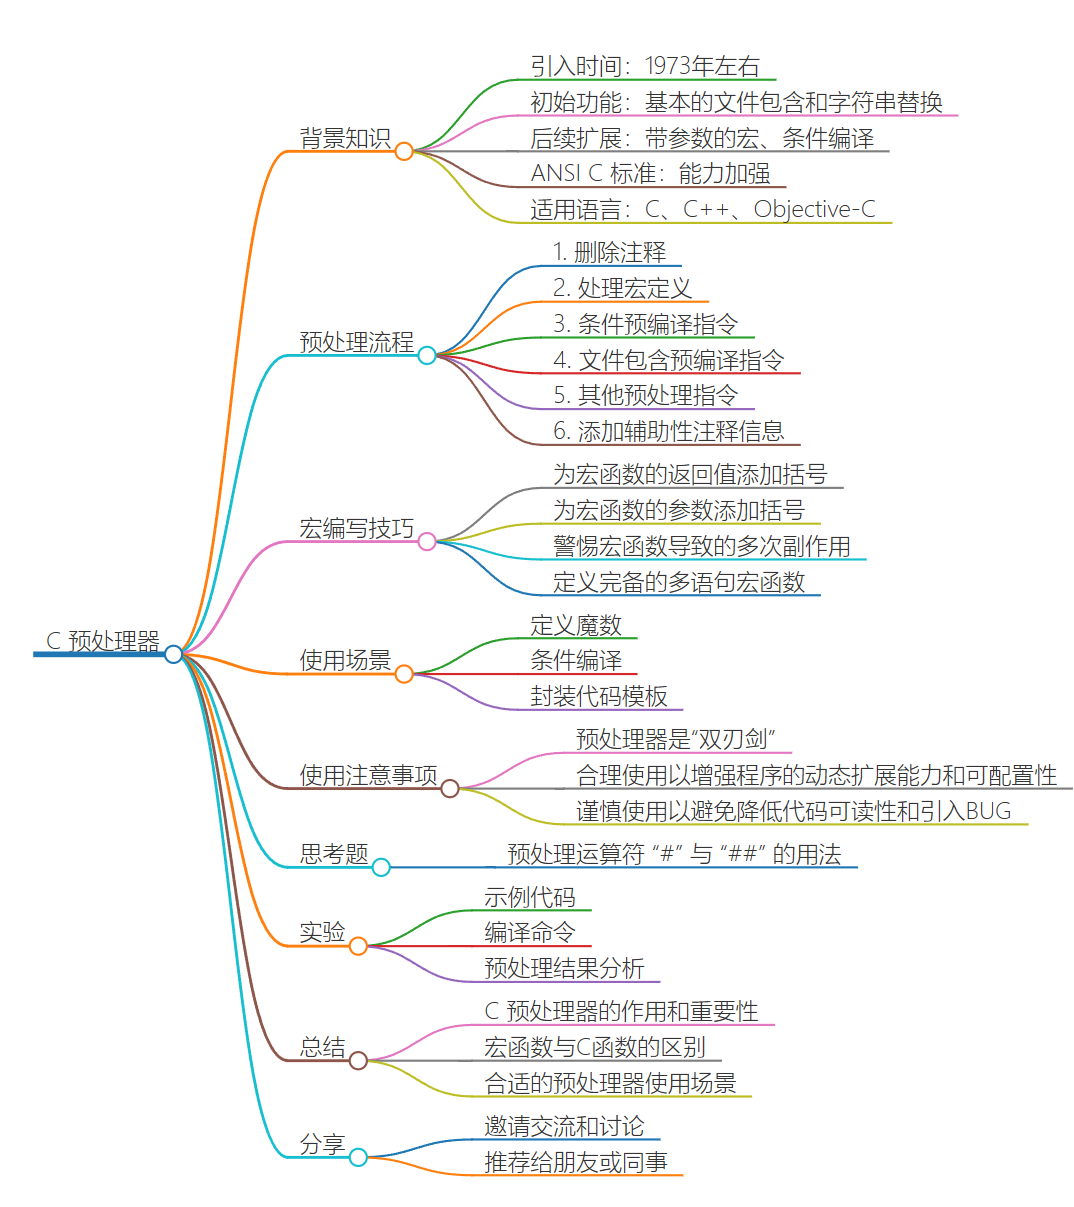 C 预处理器
背景知识
引入时间：1973年左右
初始功能：基本的文件包含和字符串替换
后续扩展：带参数的宏、条件编译
ANSI C 标准：能力加强
适用语言：C、C++、Objective-C
预处理流程
1. 删除注释
2. 处理宏定义
3. 条件预编译指令
4. 文件包含预编译指令
5. 其他预处理指令
6. 添加辅助性注释信息
宏编写技巧
为宏函数的返回值添加括号
为宏函数的参数添加括号
警惕宏函数导致的多次副作用
定义完备的多语句宏函数
使用场景
定义魔数
条件编译
封装代码模板
使用注意事项
预处理器是“双刃剑”
合理使用以增强程序的动态扩展能力和可配置性
谨慎使用以避免降低代码可读性和引入BUG
思考题
预处理运算符 “#” 与 “##” 的用法
实验
示例代码
编译命令
预处理结果分析
总结
C 预处理器的作用和重要性
宏函数与C函数的区别
合适的预处理器使用场景
分享
邀请交流和讨论
推荐给朋友或同事